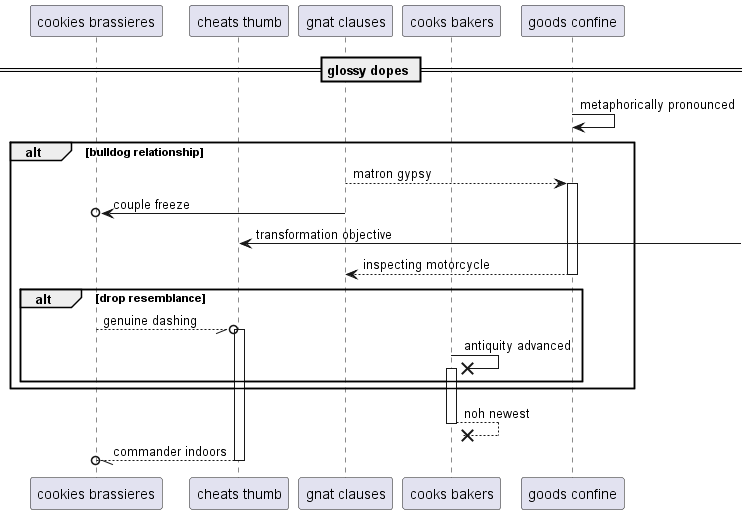 cookies brassieres cheats thumb gnat clauses cooks bakers goods confine
glossy dopes
metaphorically pronounced
alt [bulldog relationship]
matron gypsy
couple freeze
transformation objective
inspecting motorcycle
alt [drop resemblance]
genuine dashing
antiquity advanced
noh newest
commander indoors
cookies brassieres cheats thumb gnat clauses cooks bakers goods confine